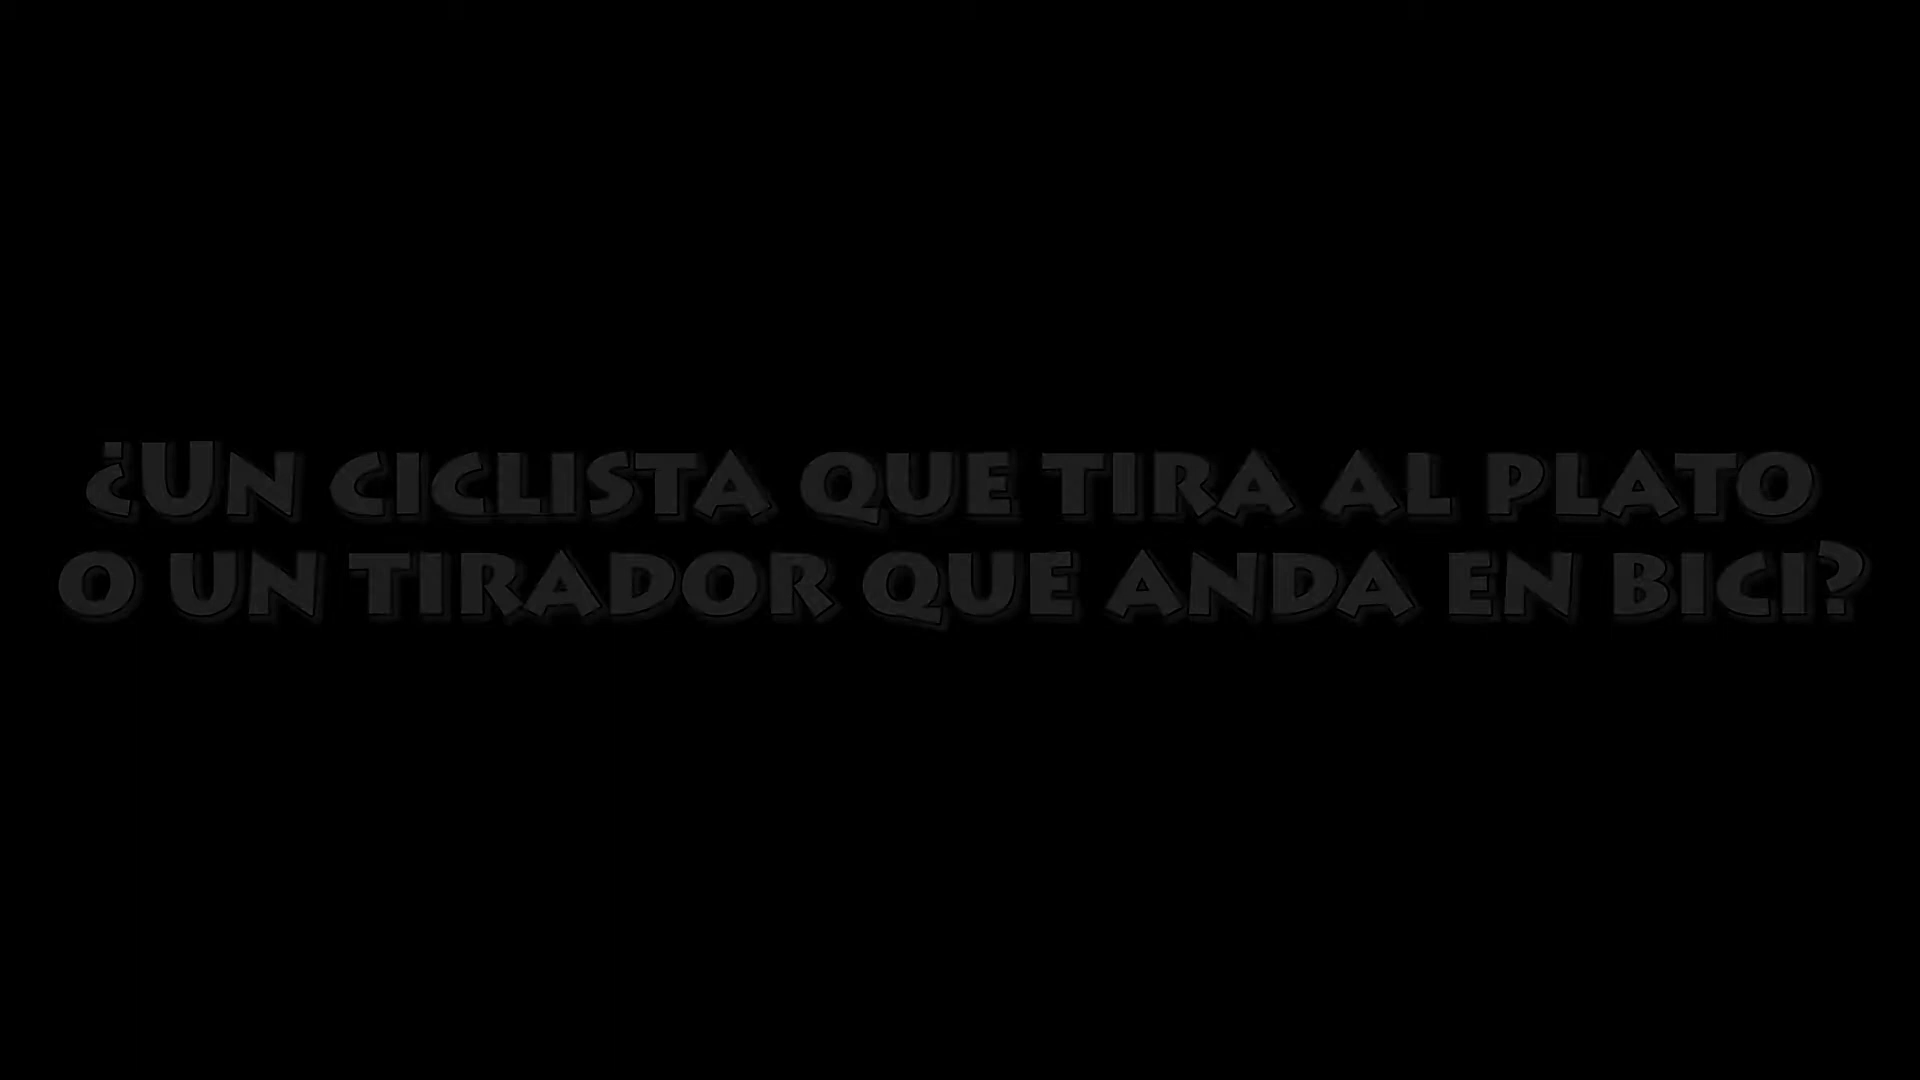 ¿Un ciclista que tira al plato
o un tirador que anda en bici?